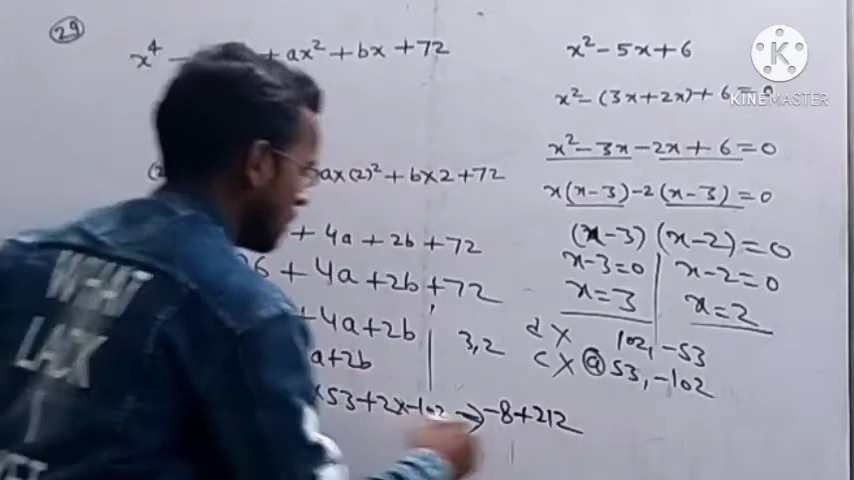 29
x⁴ - + ax² + bx + 72
ax(2)² + bx2 + 72
+ 4a + 2b + 72
26 + 4a + 2b + 72
+ 4a + 2b
a + 2b
x53 + 2x-102 → -8 + 212
3, 2
x² - 5x + 6
x² - (3x + 2x) + 6 = 0
x² - 3x - 2x + 6 = 0
x(x-3) -2 (x-3) = 0
(x-3) (x-2) = 0
x-3=0 x-2=0
x=3 x=2
d X 102, -53
c X ⓐ 53, -102
KINEMASTER
WHAT
LACK
I